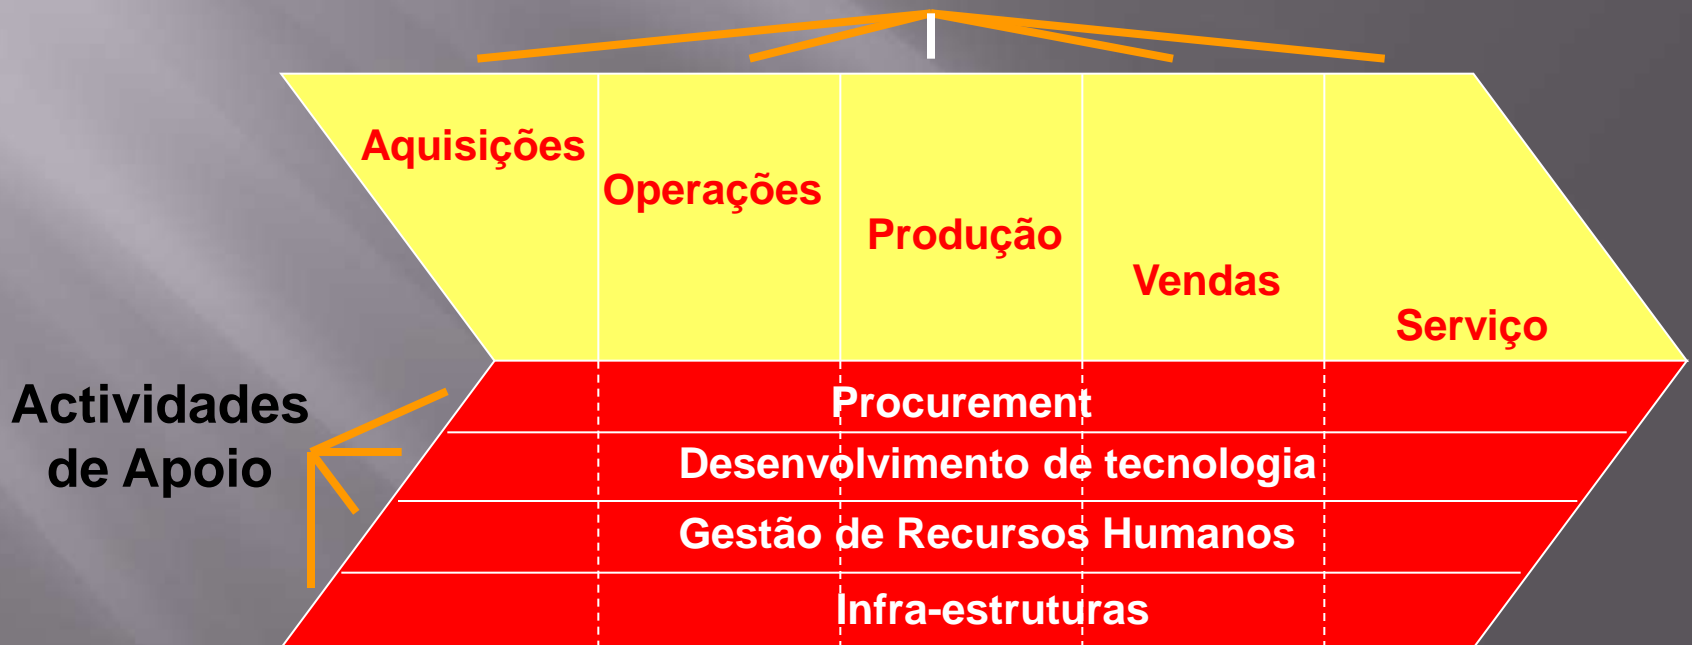 Aquisições
Operações
Produção
Vendas
Serviço
Actividades
de Apoio
Procurement
Desenvolvimento de tecnologia
Gestão de Recursos Humanos
Infra-estruturas